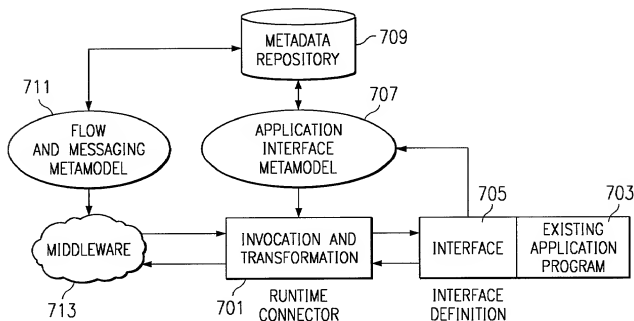 METADATA
REPOSITORY
709
711
707
FLOW
AND MESSAGING
METAMODEL
APPLICATION
INTERFACE
METAMODEL
705
703
MIDDLEWARE
INVOCATION AND
TRANSFORMATION
INTERFACE
EXISTING
APPLICATION
PROGRAM
713
701
RUNTIME
CONNECTOR
INTERFACE
DEFINITION